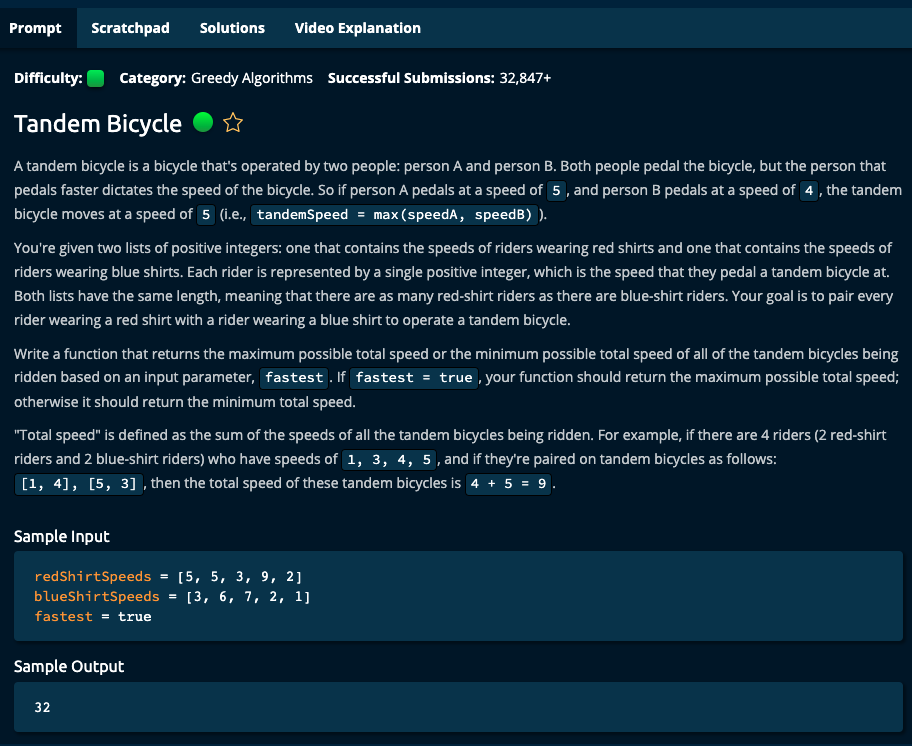 Prompt Scratchpad Solutions Video Explanation
Difficulty: Category: Greedy Algorithms Successful Submissions: 32,847+
Tandem Bicycle
A tandem bicycle is a bicycle that's operated by two people: person A and person B. Both people pedal the bicycle, but the person that
pedals faster dictates the speed of the bicycle. So if person A pedals at a speed of 5, and person B pedals at a speed of 4, the tandem
bicycle moves at a speed of 5 (i.e., tandemSpeed = max(speedA, speedB)).
You're given two lists of positive integers: one that contains the speeds of riders wearing red shirts and one that contains the speeds of
riders wearing blue shirts. Each rider is represented by a single positive integer, which is the speed that they pedal a tandem bicycle at.
Both lists have the same length, meaning that there are as many red-shirt riders as there are blue-shirt riders. Your goal is to pair every
rider wearing a red shirt with a rider wearing a blue shirt to operate a tandem bicycle.
Write a function that returns the maximum possible total speed or the minimum possible total speed of all of the tandem bicycles being
ridden based on an input parameter, fastest. If fastest = true, your function should return the maximum possible total speed;
otherwise it should return the minimum total speed.
"Total speed" is defined as the sum of the speeds of all the tandem bicycles being ridden. For example, if there are 4 riders (2 red-shirt
riders and 2 blue-shirt riders) who have speeds of 1, 3, 4, 5, and if they're paired on tandem bicycles as follows:
[1, 4], [5, 3], then the total speed of these tandem bicycles is 4 + 5 = 9.
Sample Input
redShirtSpeeds = [5, 5, 3, 9, 2]
blueShirtSpeeds = [3, 6, 7, 2, 1]
fastest = true
Sample Output
32